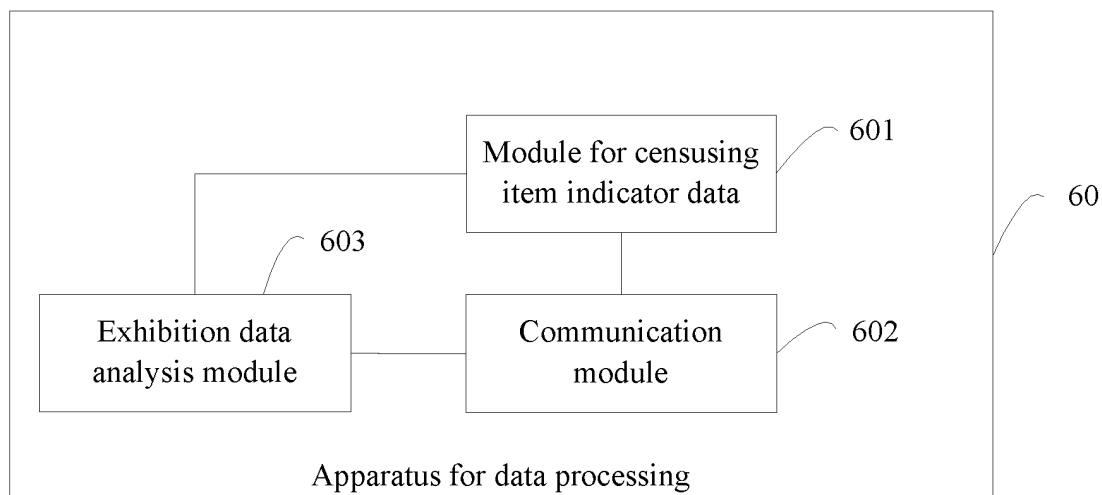 Module for censusing
item indicator data
601
60
603
Exhibition data
analysis module
Communication
module
602
Apparatus for data processing